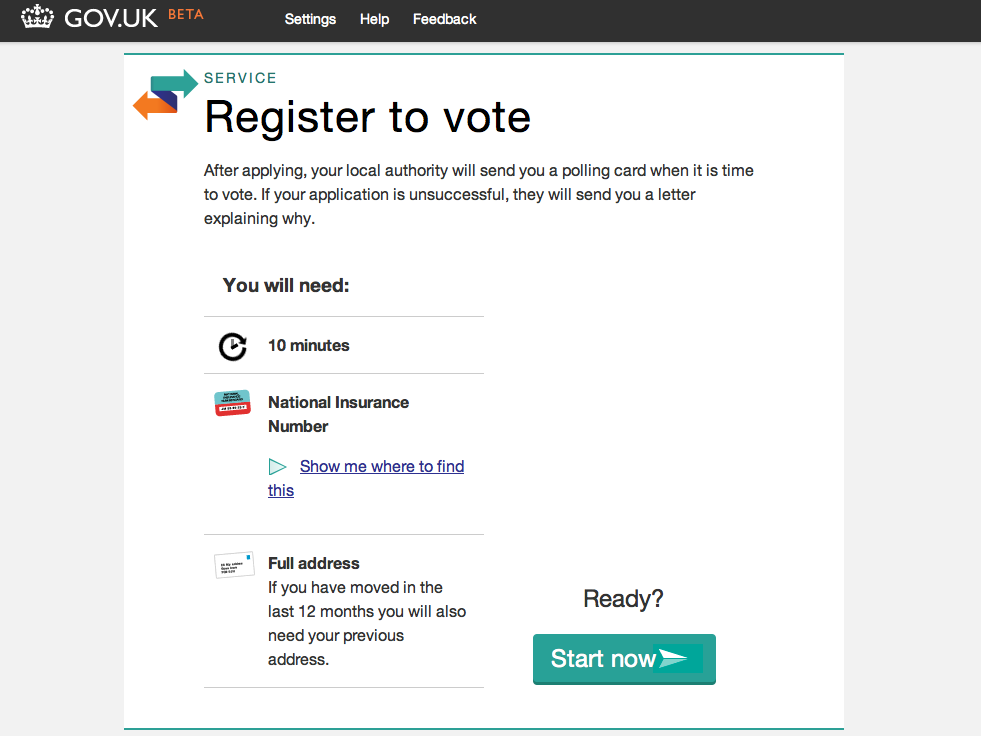 GOV.UK BETA
Settings Help Feedback
SERVICE
Register to vote
After applying, your local authority will send you a polling card when it is time
to vote. If your application is unsuccessful, they will send you a letter
explaining why.
You will need:
10 minutes
National Insurance
Number
Show me where to find
this
Full address
If you have moved in the
last 12 months you will also
need your previous
address.
Ready?
Start now